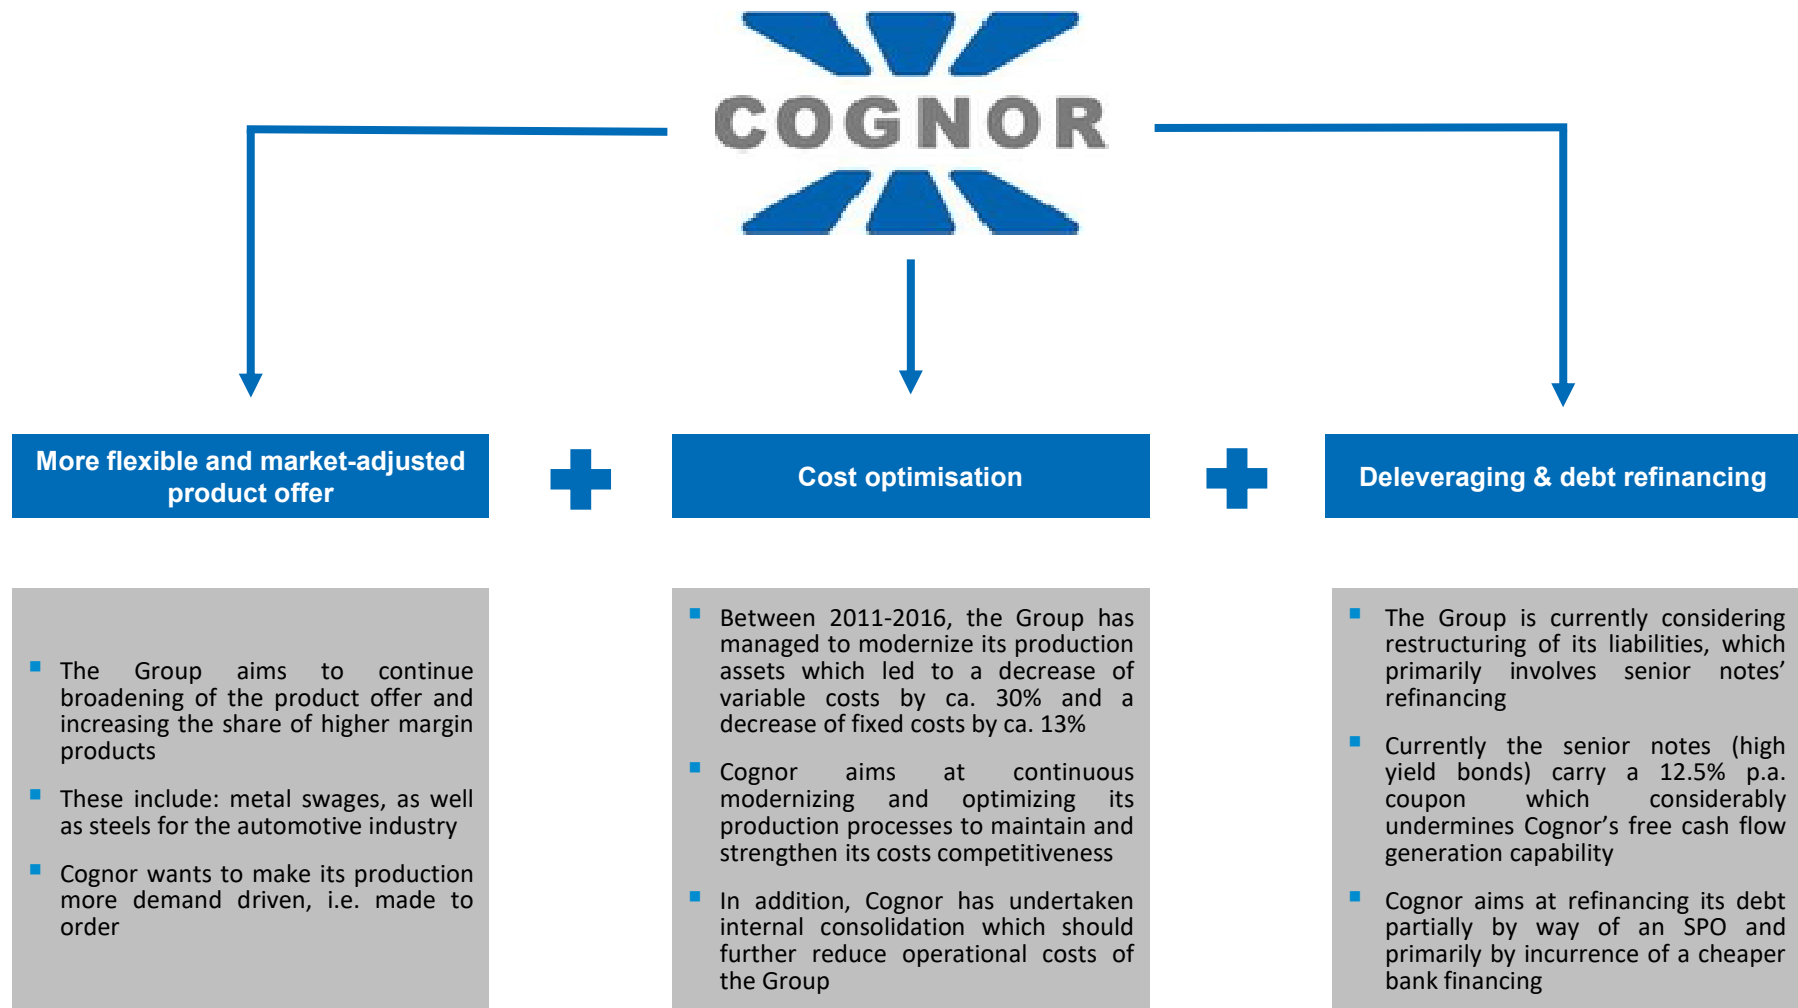 COGNOR
More flexible and market-adjusted
product offer
Cost optimisation
Deleveraging & debt refinancing
The Group aims to continue
broadening of the product offer and
increasing the share of higher margin
products
These include: metal swages, as well
as steels for the automotive industry
Cognor wants to make its production
more demand driven, i.e. made to
order
Between 2011-2016, the Group has
managed to modernize its production
assets which led to a decrease of
variable costs by ca. 30% and a
decrease of fixed costs by ca. 13%
Cognor aims at continuous
modernizing and optimizing its
production processes to maintain and
strengthen its costs competitiveness
In addition, Cognor has undertaken
internal consolidation which should
further reduce operational costs of
the Group
The Group is currently considering
restructuring of its liabilities, which
primarily involves senior notes’
refinancing
Currently the senior notes (high
yield bonds) carry a 12.5% p.a.
coupon which considerably
undermines Cognor’s free cash flow
generation capability
Cognor aims at refinancing its debt
partially by way of an SPO and
primarily by incurrence of a cheaper
bank financing